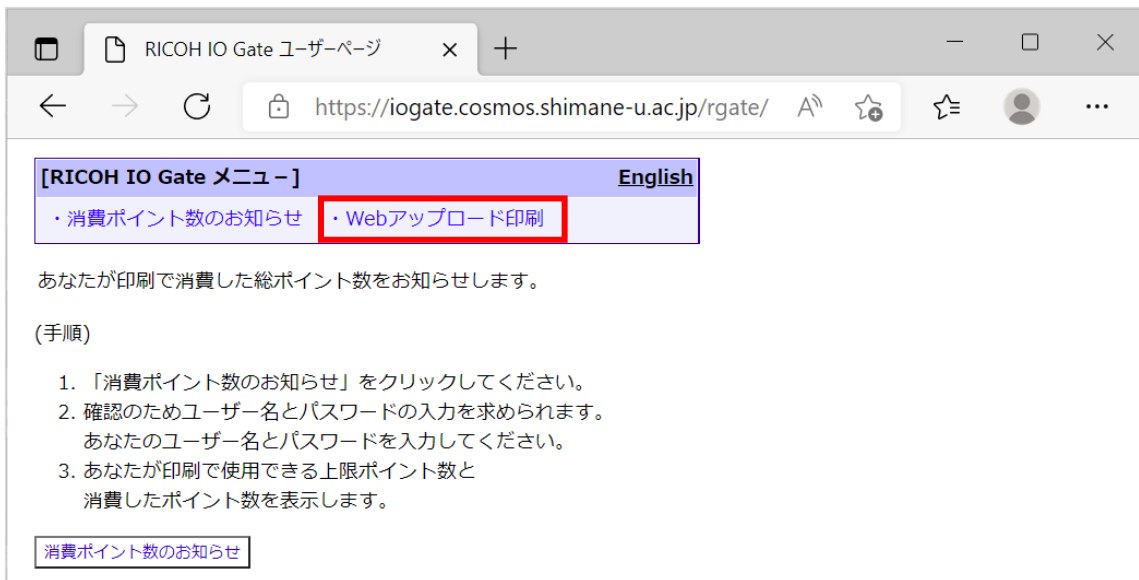 RICOH IO Gate ユーザーページ
https://iogate.cosmos.shimane-u.ac.jp/rgate/
[RICOH IO Gate メニュー] English
・消費ポイント数のお知らせ ・Webアップロード印刷
あなたが印刷で消費した総ポイント数をお知らせします。
(手順)
1. 「消費ポイント数のお知らせ」をクリックしてください。
2. 確認のためユーザー名とパスワードの入力を求められます。
あなたのユーザー名とパスワードを入力してください。
3. あなたが印刷で使用できる上限ポイント数と
消費したポイント数を表示します。
消費ポイント数のお知らせ